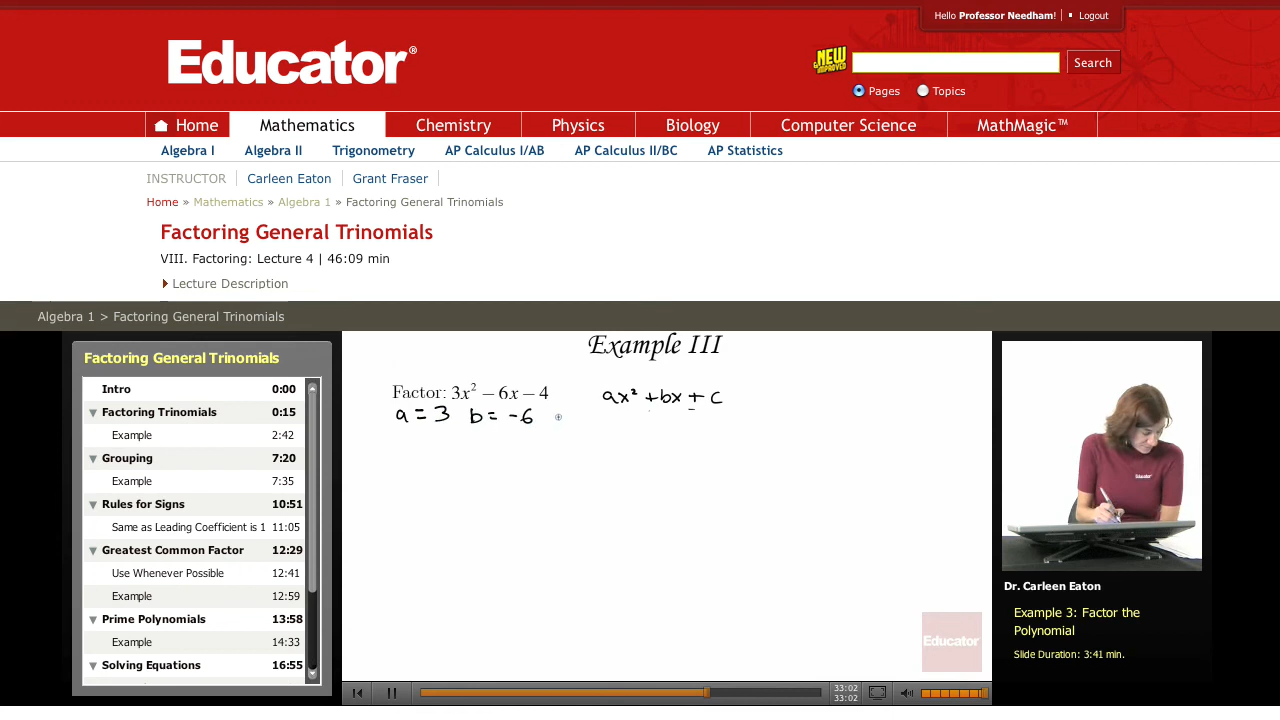 Hello Professor Needham! Logout
Educator®
NEW & IMPROVED Search
Pages Topics
Home Mathematics Chemistry Physics Biology Computer Science MathMagic™
Algebra I Algebra II Trigonometry AP Calculus I/AB AP Calculus II/BC AP Statistics
INSTRUCTOR Carleen Eaton Grant Fraser
Home » Mathematics » Algebra 1 » Factoring General Trinomials
Factoring General Trinomials
VIII. Factoring: Lecture 4 | 46:09 min
Lecture Description
Algebra 1 > Factoring General Trinomials
Factoring General Trinomials
Intro 0:00
Factoring Trinomials 0:15
Example 2:42
Grouping 7:20
Example 7:35
Rules for Signs 10:51
Same as Leading Coefficient is 1 11:05
Greatest Common Factor 12:29
Use Whenever Possible 12:41
Example 12:59
Prime Polynomials 13:58
Example 14:33
Solving Equations 16:55
Example III
Factor: 3x² − 6x − 4 ax² + bx + c
a = 3 b = -6
Educator
Educator
Dr. Carleen Eaton
Example 3: Factor the
Polynomial
Slide Duration: 3:41 min.
33:02
33:02